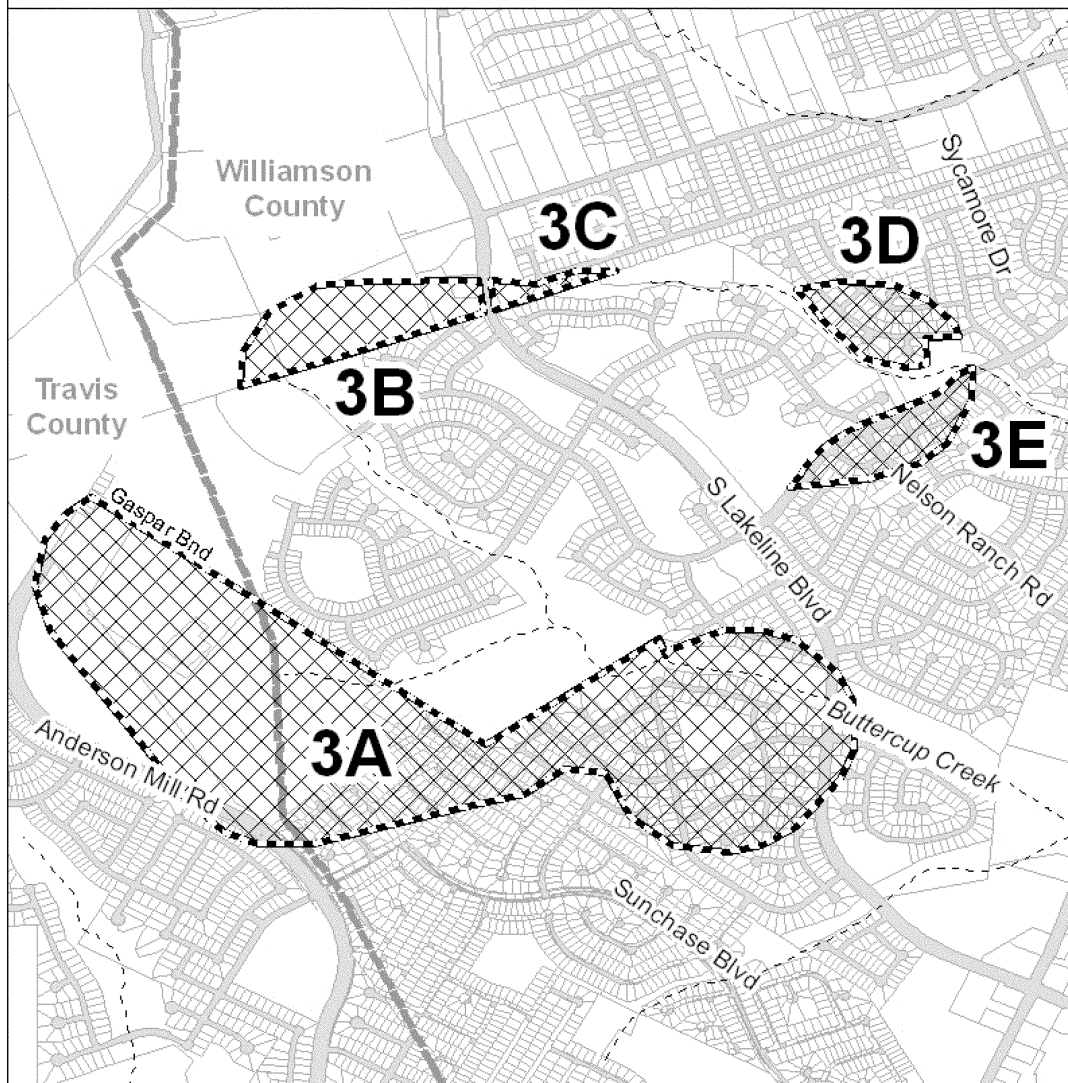 Williamson
County
Sycamore Dr
3C
3D
Travis
County
3B
3E
Nelson Ranch Rd
S Lakeline Blvd
Gaspar Bnd
Buttercup Creek
Anderson Mill Rd
3A
Sunchase Blvd